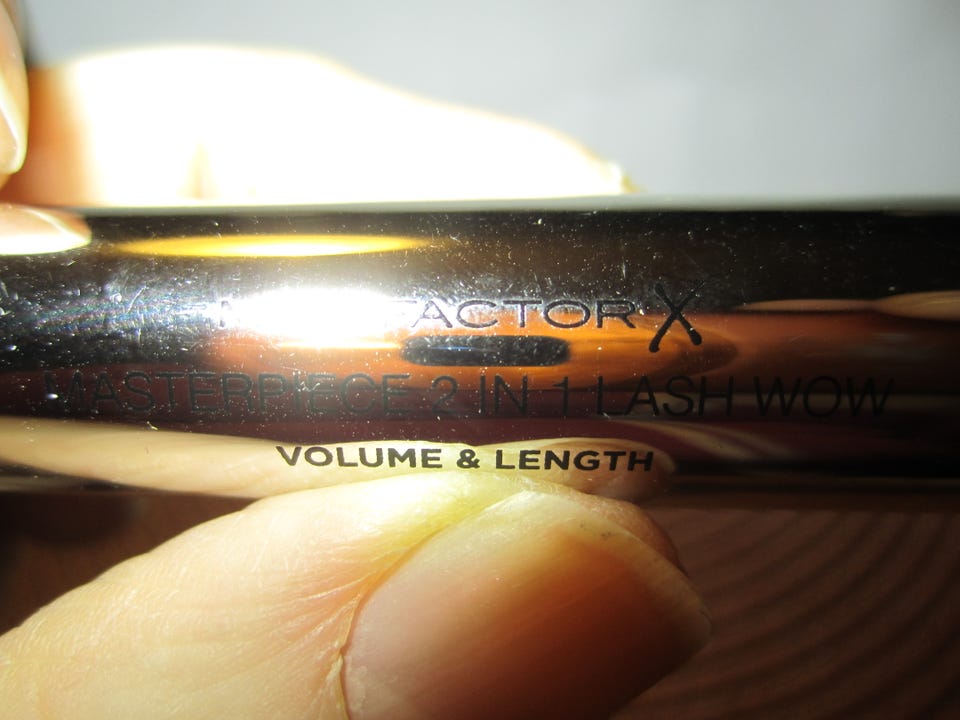 FACTOR X
MASTERPIECE 2 IN 1 LASH WOW
VOLUME & LENGTH